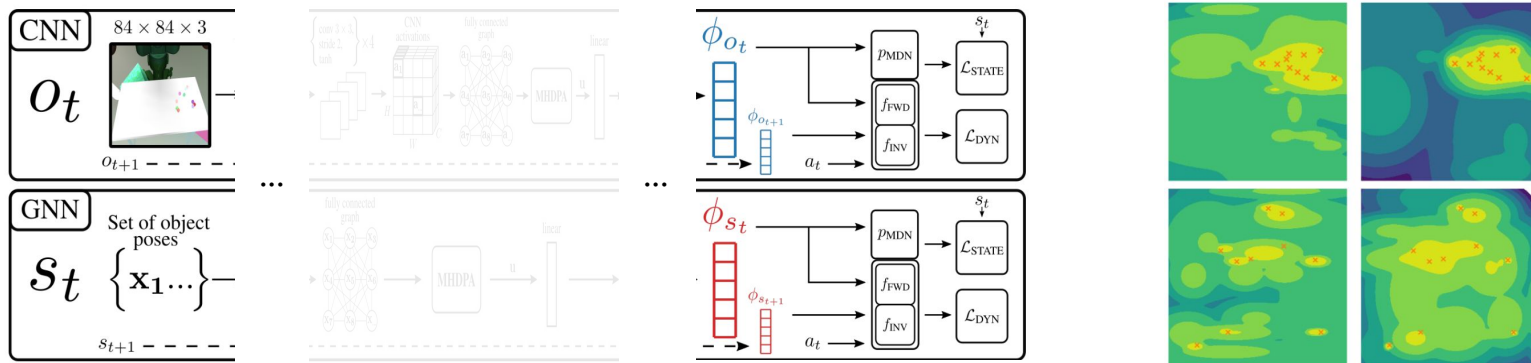 CNN
84 × 84 × 3
o_t
o_{t+1}
{ conv 3 × 3, } × 4
stride 2,
CNN
activations
fully connected
graph
MHDPA
u
linear
ϕ_{o_t}
ϕ_{o_{t+1}}
a_t
p_MDN
f_FWD
f_INV
s_t
ℒ_STATE
ℒ_DYN
...
...
GNN
Set of object
poses
s_t
{x_1...}
s_{t+1}
fully connected
graph
MHDPA
u
linear
ϕ_{s_t}
ϕ_{s_{t+1}}
a_t
p_MDN
f_FWD
f_INV
s_t
ℒ_STATE
ℒ_DYN